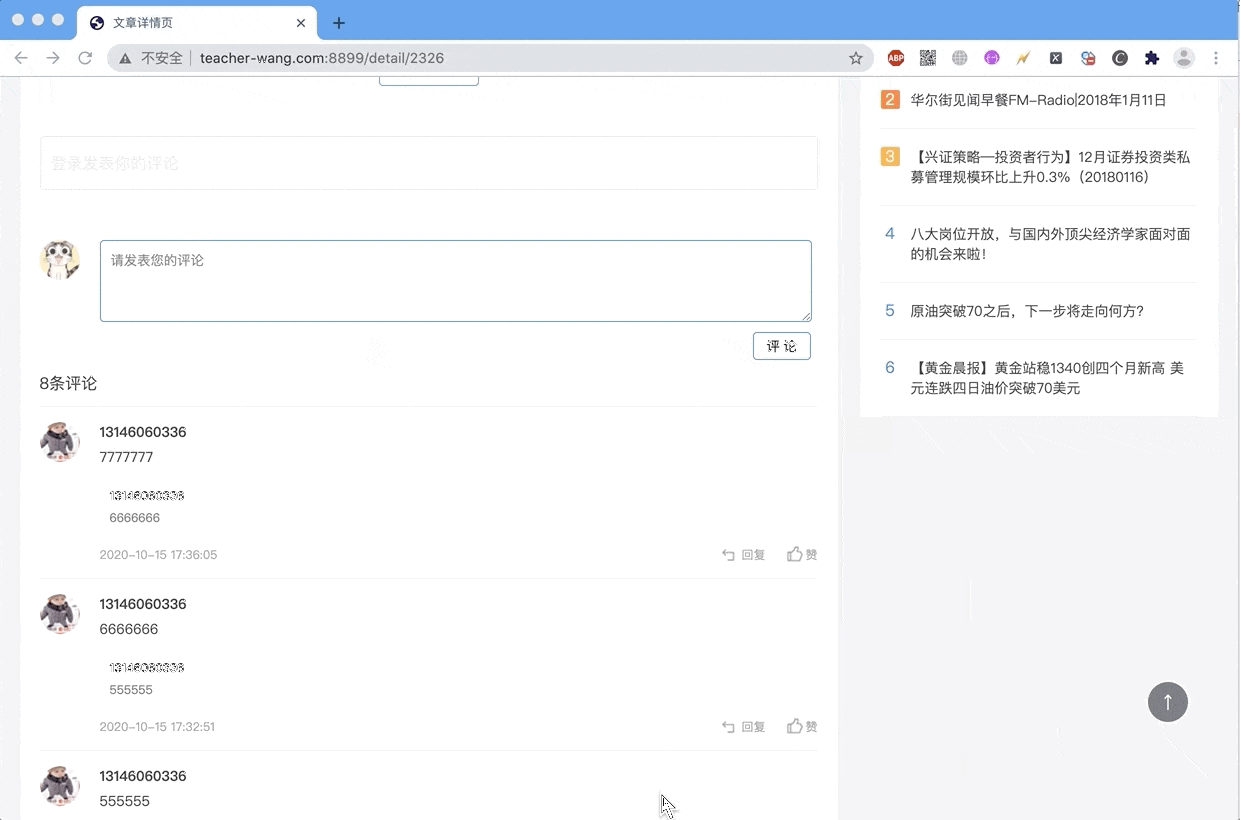 文章详情页
不安全
teacher-wang.com:8899/detail/2326
ABP
登录发表你的评论
请发表您的评论
评 论
8条评论
13146060336
7777777
13146060336
6666666
2020-10-15 17:36:05
回复
赞
13146060336
6666666
13146060336
555555
2020-10-15 17:32:51
回复
赞
13146060336
555555
2 华尔街见闻早餐FM-Radio|2018年1月11日
3 【兴证策略—投资者行为】12月证券投资类私
募管理规模环比上升0.3%（20180116）
4 八大岗位开放，与国内外顶尖经济学家面对面
的机会来啦！
5 原油突破70之后，下一步将走向何方?
6 【黄金晨报】黄金站稳1340创四个月新高 美
元连跌四日油价突破70美元